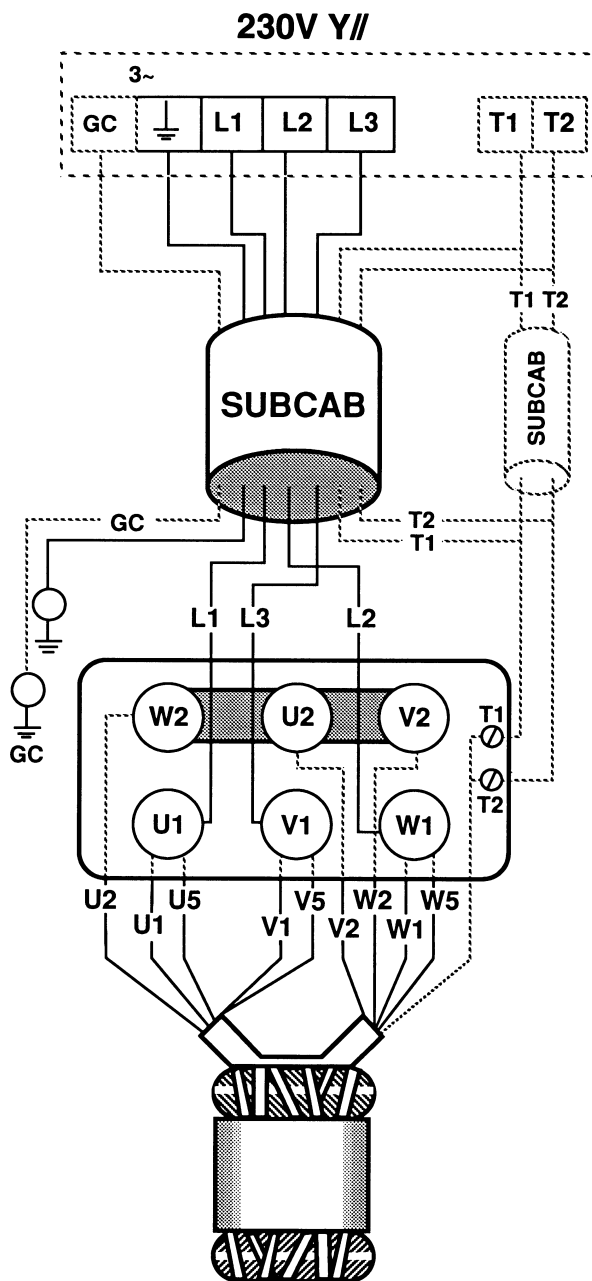 230V Y//
3~
GC L1 L2 L3 T1 T2
T1 T2
SUBCAB
SUBCAB
GC T2
T1
L1 L3 L2
W2 U2 V2 T1
GC
T2
U1 V1 W1
U2 U5 V5 W2 W5
U1 V1 V2 W1